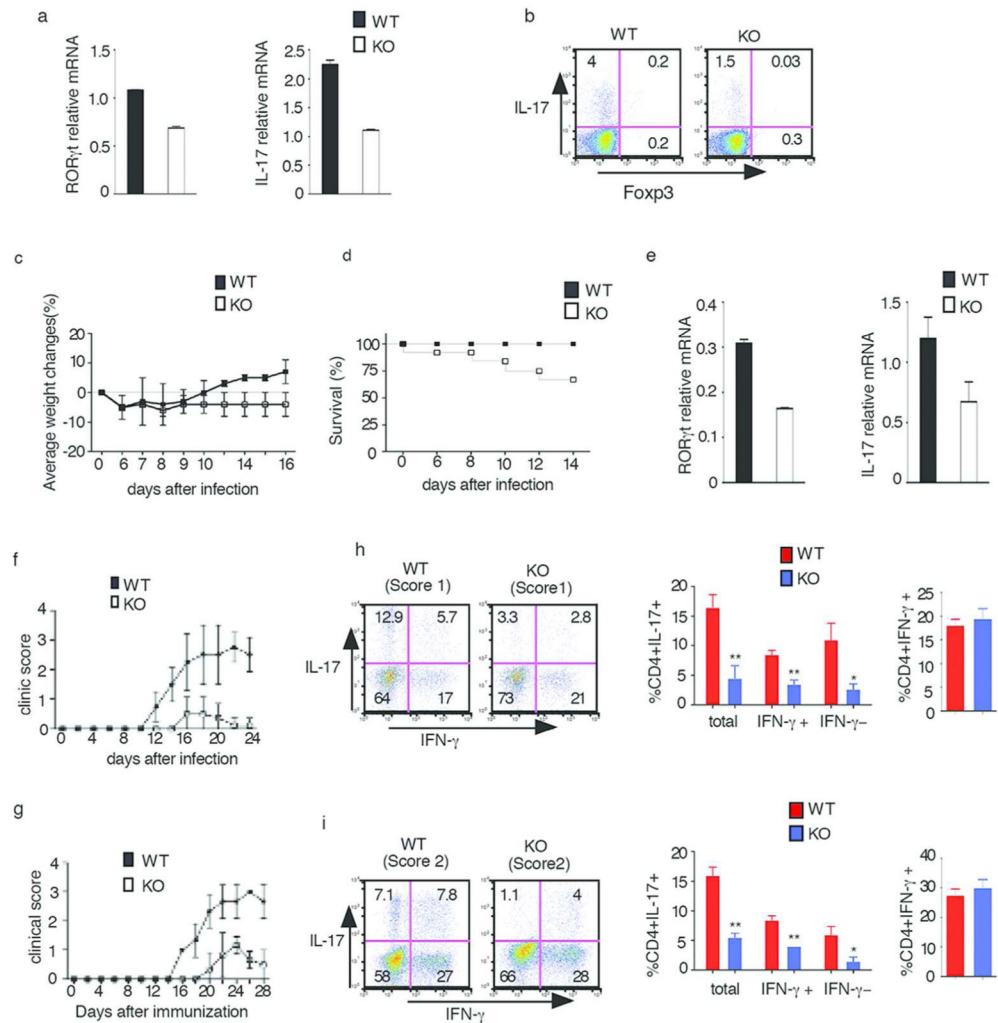 a
WT
KO
RORγt relative mRNA
1.5
1.0
0.5
0
IL-17 relative mRNA
2.5
2.0
1.5
1.0
0.5
0
b
WT
KO
4
0.2
0.2
1.5
0.03
0.3
IL-17
Foxp3
c
WT
KO
Average weight changes(%)
20
10
0
-10
-20
0 6 7 8 9 10 14 16
days after infection
d
WT
KO
Survival (%)
100
75
50
25
0
0 6 8 10 12 14
days after infection
e
WT
KO
RORγt relative mRNA
0.4
0.3
0.2
0.1
0
IL-17 relative mRNA
1.5
1.0
0.5
0
f
WT
KO
clinic score
4
3
2
1
0
0 4 8 12 16 20 24
days after infection
h
WT
(Score 1)
KO
(Score1)
12.9
5.7
64
17
3.3
2.8
73
21
IL-17
IFN-γ
WT
KO
%CD4+IL-17+
20
15
10
5
0
** ** *
total IFN-γ + IFN-γ–
%CD4+IFN-γ +
25
20
15
10
5
0
g
WT
KO
clinical score
4
3
2
1
0
0 4 8 12 16 20 24 28
Days after immunization
i
WT
(Score 2)
KO
(Score2)
7.1
7.8
58
27
1.1
4
66
28
IL-17
IFN-γ
WT
KO
%CD4+IL-17+
20
15
10
5
0
** ** *
total IFN-γ + IFN-γ–
%CD4+IFN-γ +
40
30
20
10
0